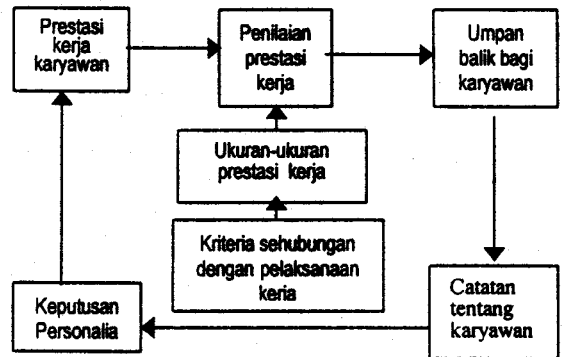 Prestasi
kerja
karyawan
Penilaian
prestasi
kerja
Umpan
balik bagi
karyawan
Ukuran-ukuran
prestasi kerja
Kriteria sehubungan
dengan pelaksanaan
kerja
Keputusan
Personalia
Catatan
tentang
karyawan